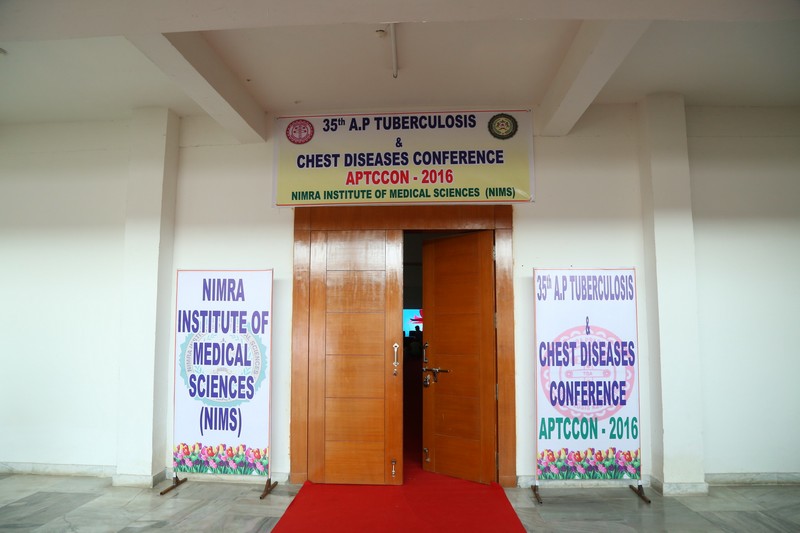 35th A.P TUBERCULOSIS
&
CHEST DISEASES CONFERENCE
APTCCON - 2016
NIMRA INSTITUTE OF MEDICAL SCIENCES (NIMS)
NIMRA
INSTITUTE OF
MEDICAL
SCIENCES
(NIMS)
35th A.P TUBERCULOSIS
&
CHEST DISEASES
CONFERENCE
APTCCON - 2016